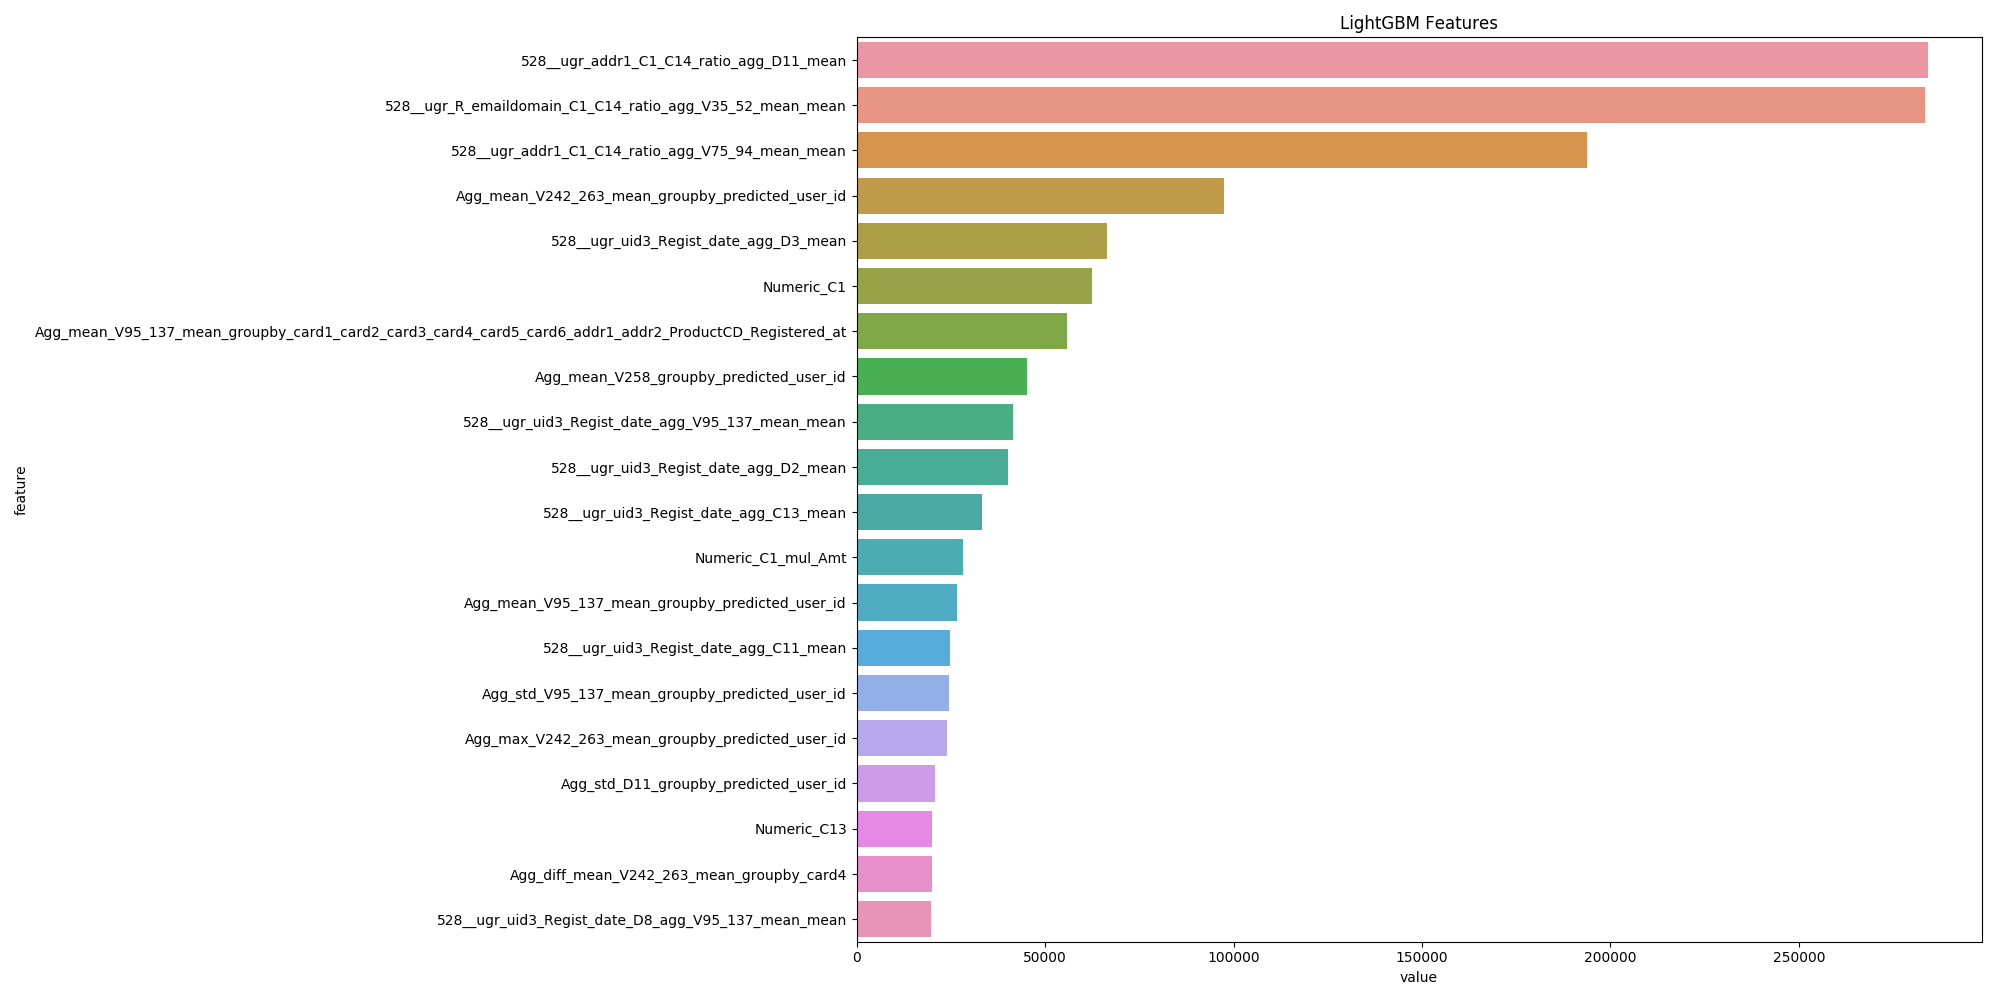 LightGBM Features
528__ugr_addr1_C1_C14_ratio_agg_D11_mean
528__ugr_R_emaildomain_C1_C14_ratio_agg_V35_52_mean_mean
528__ugr_addr1_C1_C14_ratio_agg_V75_94_mean_mean
Agg_mean_V242_263_mean_groupby_predicted_user_id
528__ugr_uid3_Regist_date_agg_D3_mean
Numeric_C1
Agg_mean_V95_137_mean_groupby_card1_card2_card3_card4_card5_card6_addr1_addr2_ProductCD_Registered_at
Agg_mean_V258_groupby_predicted_user_id
528__ugr_uid3_Regist_date_agg_V95_137_mean_mean
528__ugr_uid3_Regist_date_agg_D2_mean
528__ugr_uid3_Regist_date_agg_C13_mean
Numeric_C1_mul_Amt
Agg_mean_V95_137_mean_groupby_predicted_user_id
528__ugr_uid3_Regist_date_agg_C11_mean
Agg_std_V95_137_mean_groupby_predicted_user_id
Agg_max_V242_263_mean_groupby_predicted_user_id
Agg_std_D11_groupby_predicted_user_id
Numeric_C13
Agg_diff_mean_V242_263_mean_groupby_card4
528__ugr_uid3_Regist_date_D8_agg_V95_137_mean_mean
feature
0 50000 100000 150000 200000 250000
value